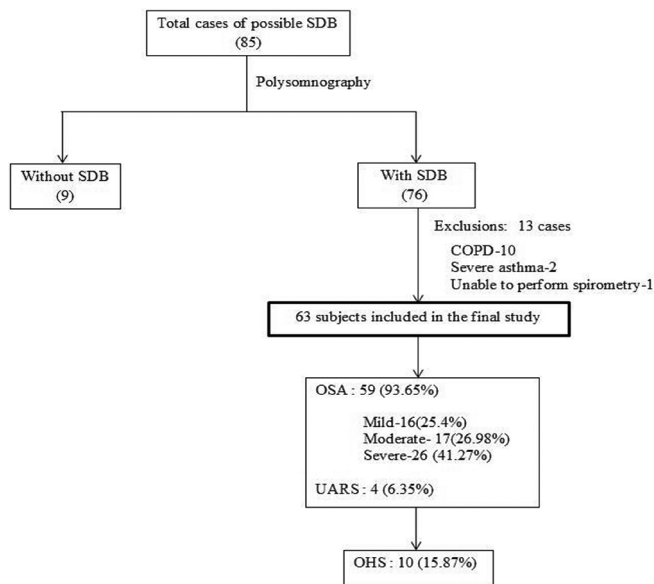 Total cases of possible SDB
(85)
Polysomnography
Without SDB
(9)
With SDB
(76)
Exclusions: 13 cases
COPD-10
Severe asthma-2
Unable to perform spirometry-1
63 subjects included in the final study
OSA : 59 (93.65%)
Mild-16(25.4%)
Moderate- 17(26.98%)
Severe-26 (41.27%)
UARS : 4 (6.35%)
OHS : 10 (15.87%)